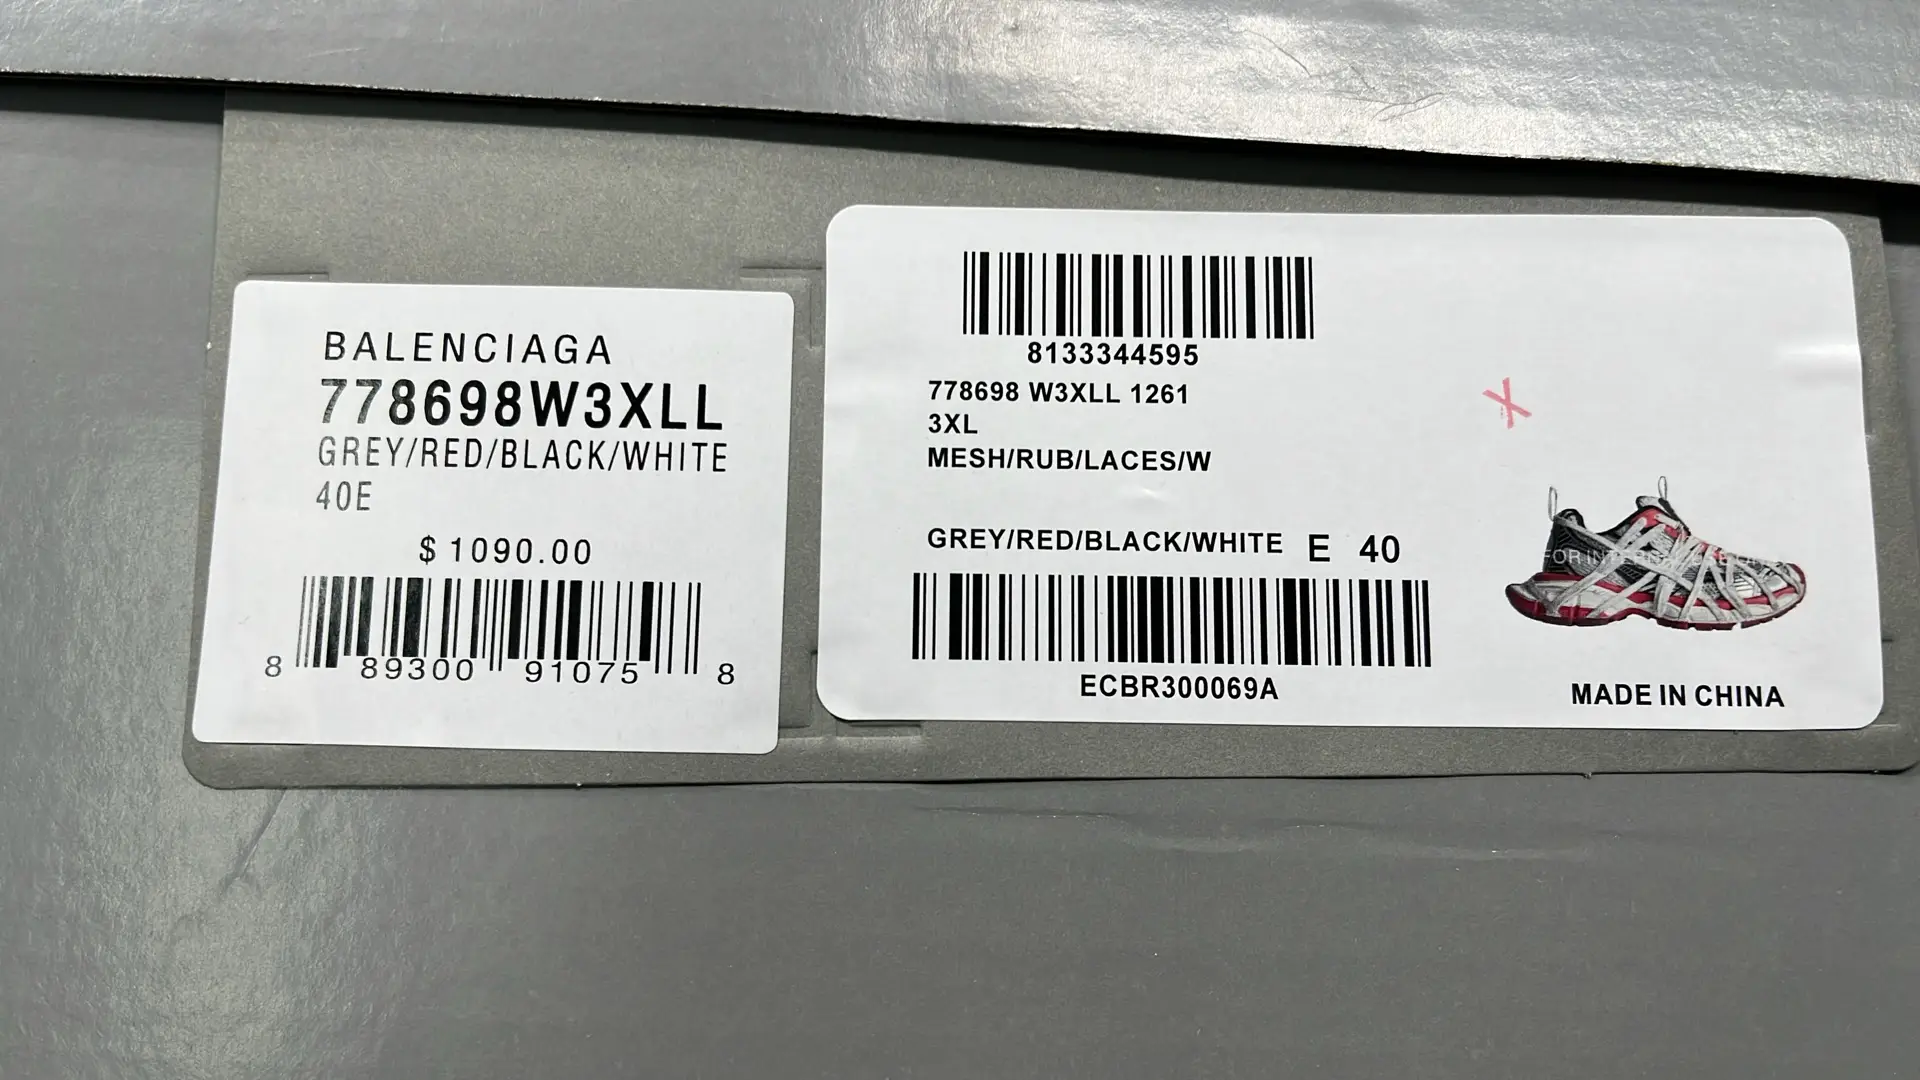 BALENCIAGA
778698W3XLL
GREY/RED/BLACK/WHITE
40E
$ 1090.00
8 89300 91075 8
8133344595
778698 W3XLL 1261
3XL
MESH/RUB/LACES/W
GREY/RED/BLACK/WHITE E 40
ECBR300069A
X
FOR
MADE IN CHINA